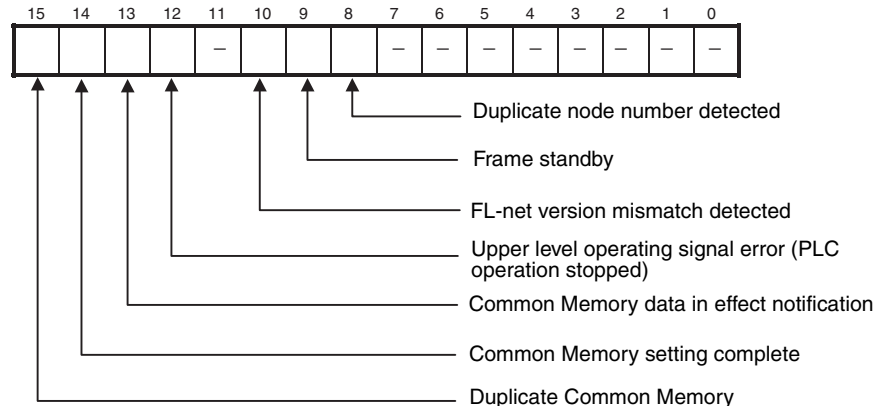 15 14 13 12 11 10 9 8 7 6 5 4 3 2 1 0
– – – – – – – – –
Duplicate node number detected
Frame standby
FL-net version mismatch detected
Upper level operating signal error (PLC
operation stopped)
Common Memory data in effect notification
Common Memory setting complete
Duplicate Common Memory